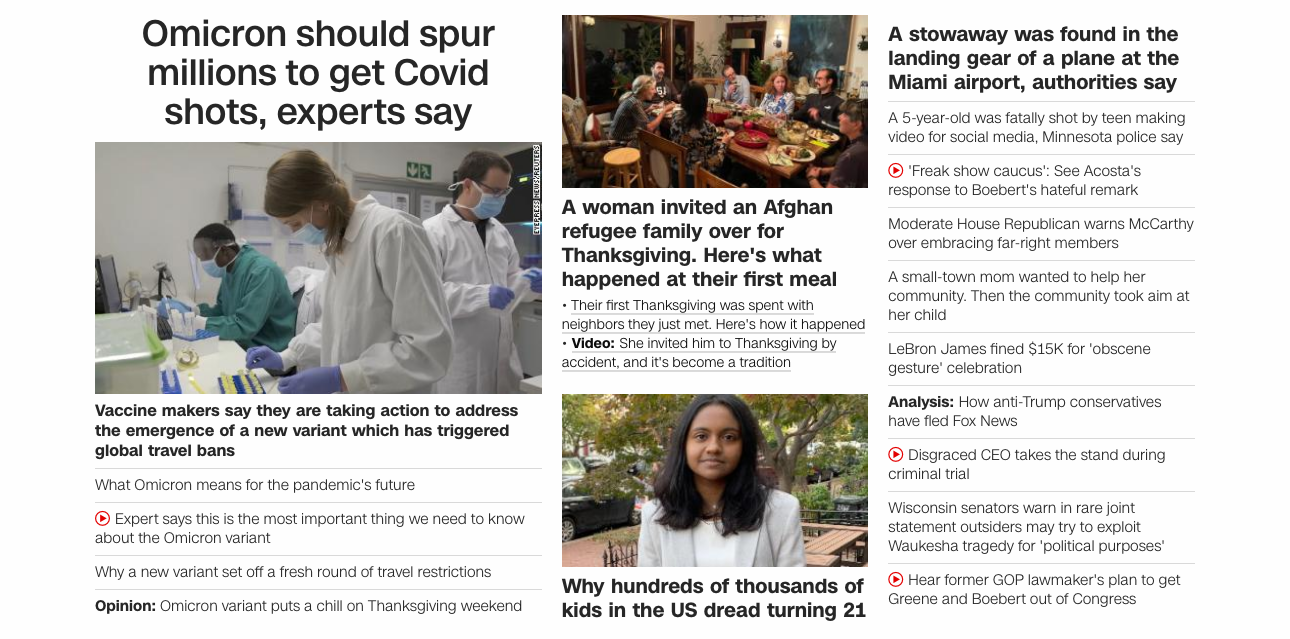 Omicron should spur
millions to get Covid
shots, experts say
EYEPRESS NEWS/REUTERS
Vaccine makers say they are taking action to address
the emergence of a new variant which has triggered
global travel bans
What Omicron means for the pandemic's future
Expert says this is the most important thing we need to know
about the Omicron variant
Why a new variant set off a fresh round of travel restrictions
Opinion: Omicron variant puts a chill on Thanksgiving weekend
A woman invited an Afghan
refugee family over for
Thanksgiving. Here's what
happened at their first meal
• Their first Thanksgiving was spent with
neighbors they just met. Here's how it happened
• Video: She invited him to Thanksgiving by
accident, and it's become a tradition
Why hundreds of thousands of
kids in the US dread turning 21
A stowaway was found in the
landing gear of a plane at the
Miami airport, authorities say
A 5-year-old was fatally shot by teen making
video for social media, Minnesota police say
'Freak show caucus': See Acosta's
response to Boebert's hateful remark
Moderate House Republican warns McCarthy
over embracing far-right members
A small-town mom wanted to help her
community. Then the community took aim at
her child
LeBron James fined $15K for 'obscene
gesture' celebration
Analysis: How anti-Trump conservatives
have fled Fox News
Disgraced CEO takes the stand during
criminal trial
Wisconsin senators warn in rare joint
statement outsiders may try to exploit
Waukesha tragedy for 'political purposes'
Hear former GOP lawmaker's plan to get
Greene and Boebert out of Congress